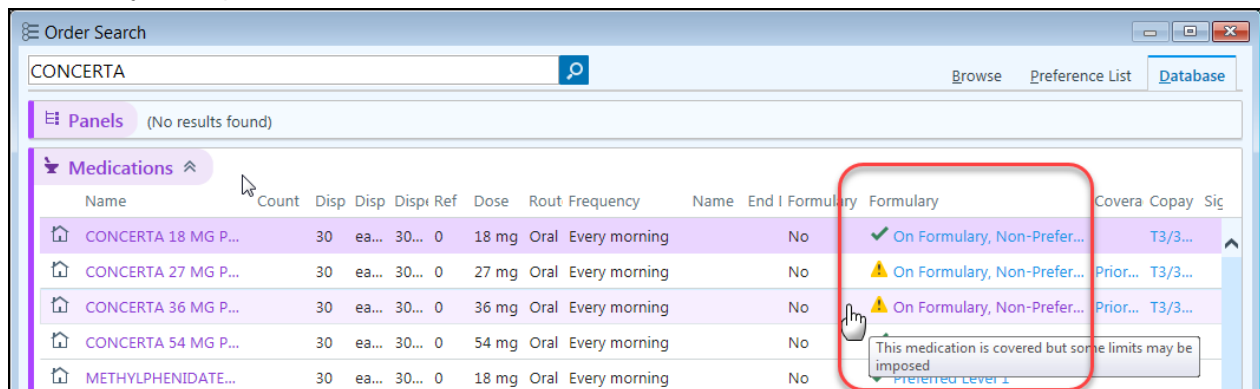 Order Search
CONCERTA
Browse Preference List Database
Panels (No results found)
Medications
Name Count Disp Disp Dispe Ref Dose Rout Frequency Name End I Formulary Formulary Covera Copay Sig
CONCERTA 18 MG P... 30 ea... 30... 0 18 mg Oral Every morning No On Formulary, Non-Prefer... T3/3...
CONCERTA 27 MG P... 30 ea... 30... 0 27 mg Oral Every morning No On Formulary, Non-Prefer... Prior... T3/3...
CONCERTA 36 MG P... 30 ea... 30... 0 36 mg Oral Every morning No On Formulary, Non-Prefer... Prior... T3/3...
CONCERTA 54 MG P... 30 ea... 30... 0 54 mg Oral Every morning No
This medication is covered but some limits may be
imposed
METHYLPHENIDATE... 30 ea... 30... 0 18 mg Oral Every morning No Preferred Level 1